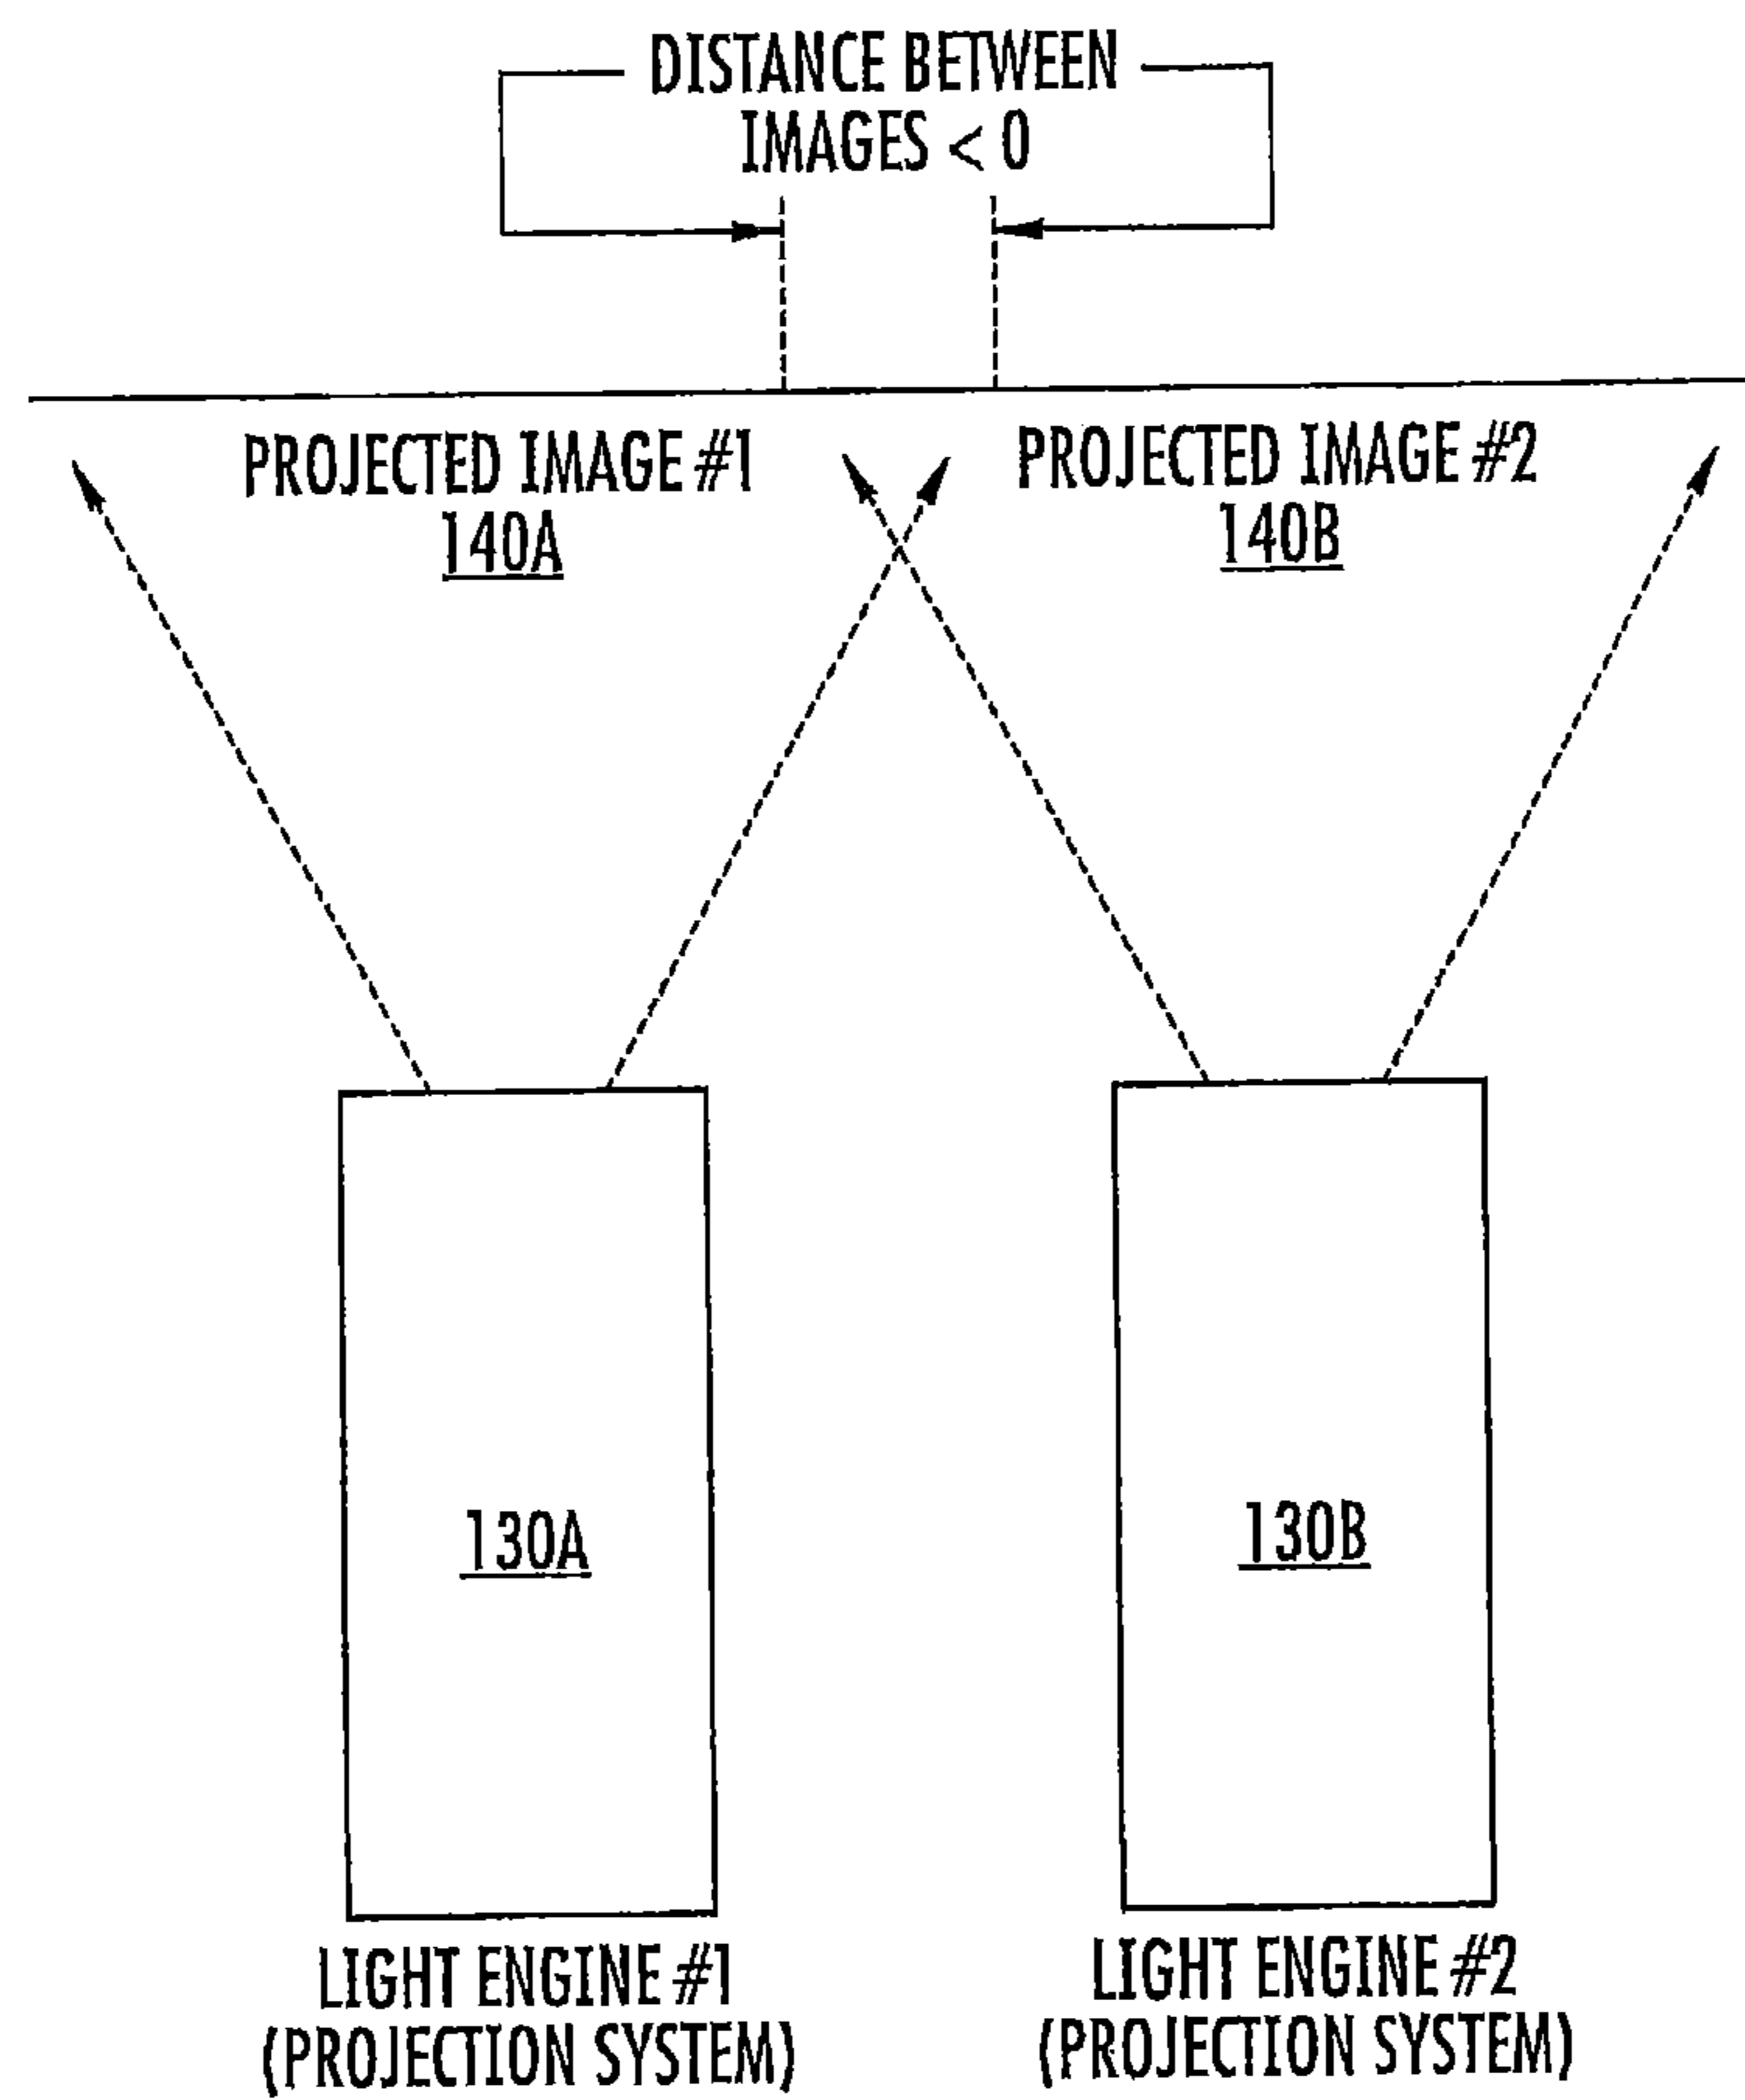 DISTANCE BETWEEN
IMAGES < 0
PROJECTED IMAGE #1
140A
PROJECTED IMAGE #2
140B
130A
130B
LIGHT ENGINE #1
(PROJECTION SYSTEM)
LIGHT ENGINE #2
(PROJECTION SYSTEM)